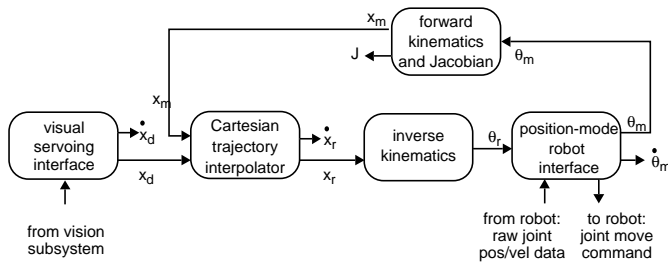 x_m
forward
kinematics
and Jacobian
J
θ_m
x_m
visual
servoing
interface
ẋ_d
x_d
Cartesian
trajectory
interpolator
ẋ_r
x_r
inverse
kinematics
θ_r
position-mode
robot
interface
θ_m
θ̇_m
from vision
subsystem
from robot:
raw joint
pos/vel data
to robot:
joint move
command